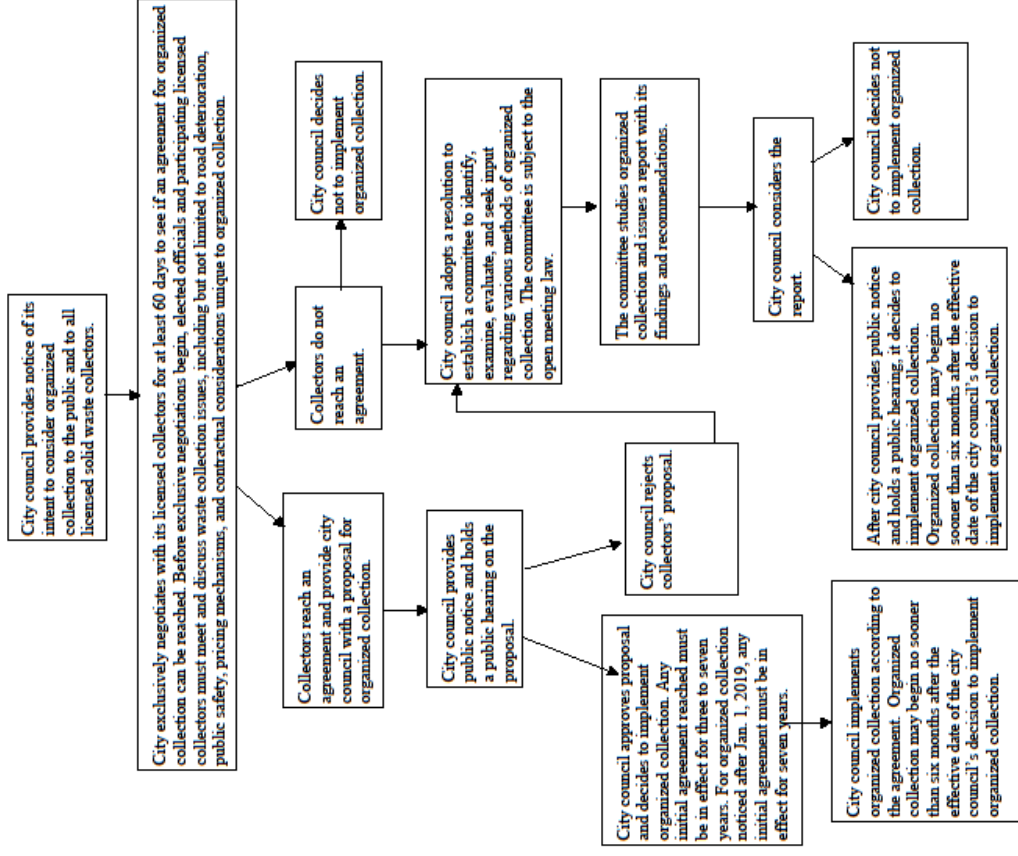 City council provides notice of its
intent to consider organized
collection to the public and to all
licensed solid waste collectors.
City exclusively negotiates with its licensed collectors for at least 60 days to see if an agreement for organized
collection can be reached. Before exclusive negotiations begin, elected officials and participating licensed
collectors must meet and discuss waste collection issues, including but not limited to road deterioration,
public safety, pricing mechanisms, and contractual considerations unique to organized collection.
Collectors reach an
agreement and provide city
council with a proposal for
organized collection.
Collectors do not
reach an
agreement.
City council decides
not to implement
organized collection.
City council provides
public notice and holds
a public hearing on the
proposal.
City council adopts a resolution to
establish a committee to identify,
examine, evaluate, and seek input
regarding various methods of organized
collection. The committee is subject to the
open meeting law.
City council approves proposal
and decides to implement
organized collection. Any
initial agreement reached must
be in effect for three to seven
years. For organized collection
noticed after Jan. 1, 2019, any
initial agreement must be in
effect for seven years.
City council rejects
collectors’ proposal.
The committee studies organized
collection and issues a report with its
findings and recommendations.
City council considers the
report.
City council implements
organized collection according to
the agreement. Organized
collection may begin no sooner
than six months after the
effective date of the city
council’s decision to implement
organized collection.
After city council provides public notice
and holds a public hearing, it decides to
implement organized collection.
Organized collection may begin no
sooner than six months after the effective
date of the city council’s decision to
implement organized collection.
City council decides not
to implement organized
collection.